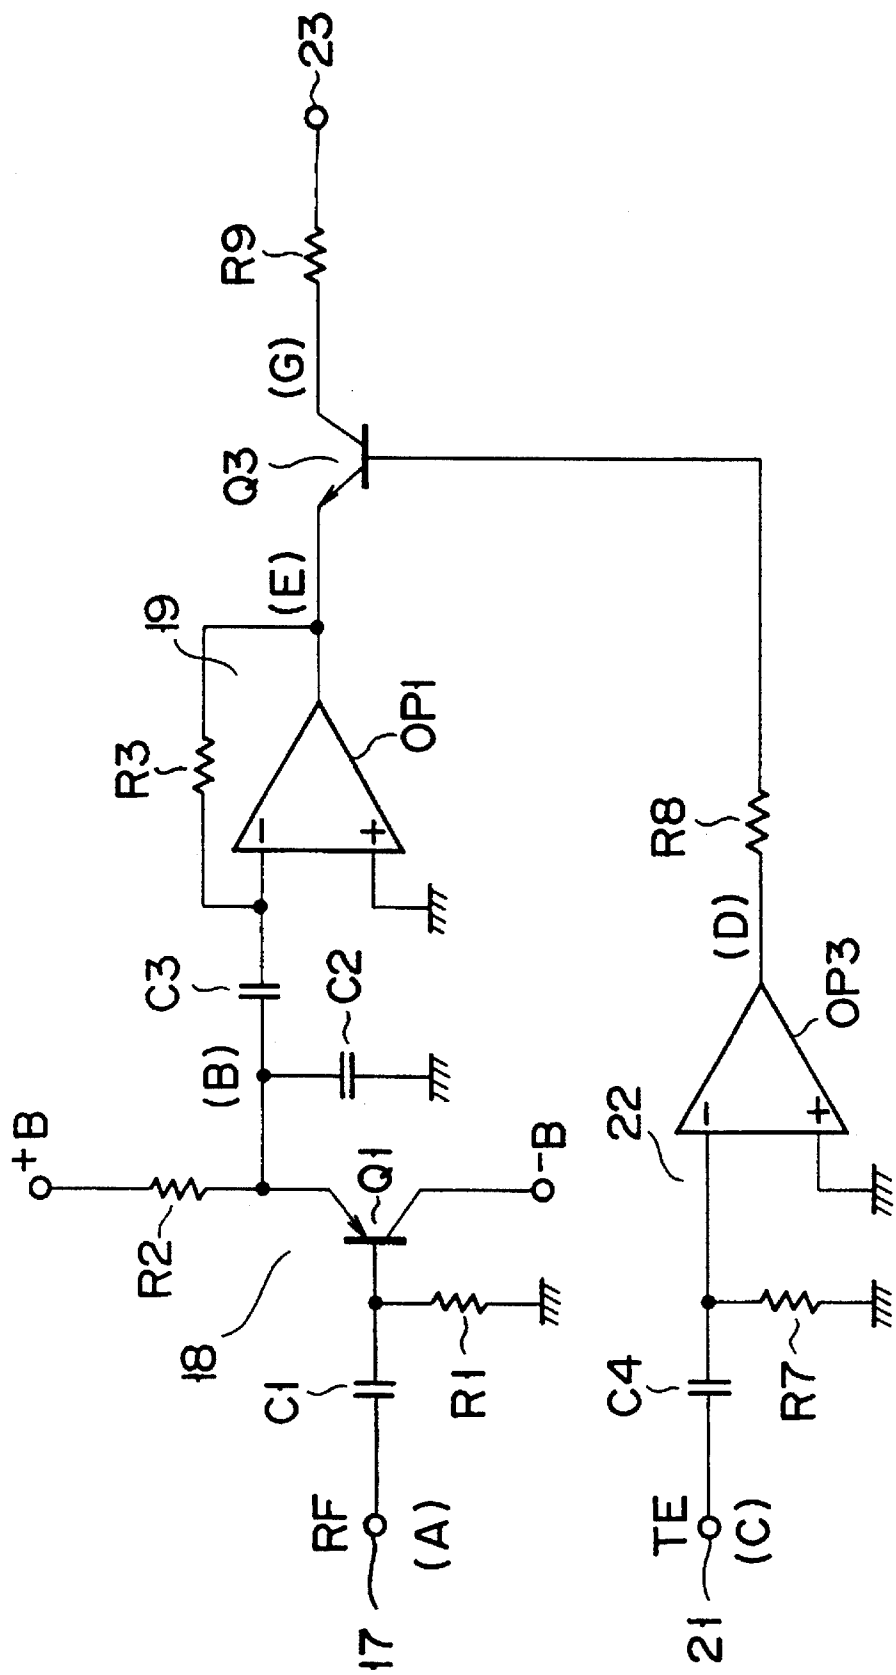 +B
R2
18
C1
R1
RF
(A)
17
Q1
-B
(B)
C3
C2
R3
19
OP1
(E)
Q3
(G)
R9
23
TE
(C)
21
C4
R7
22
OP3
(D)
R8
-
+
-
+